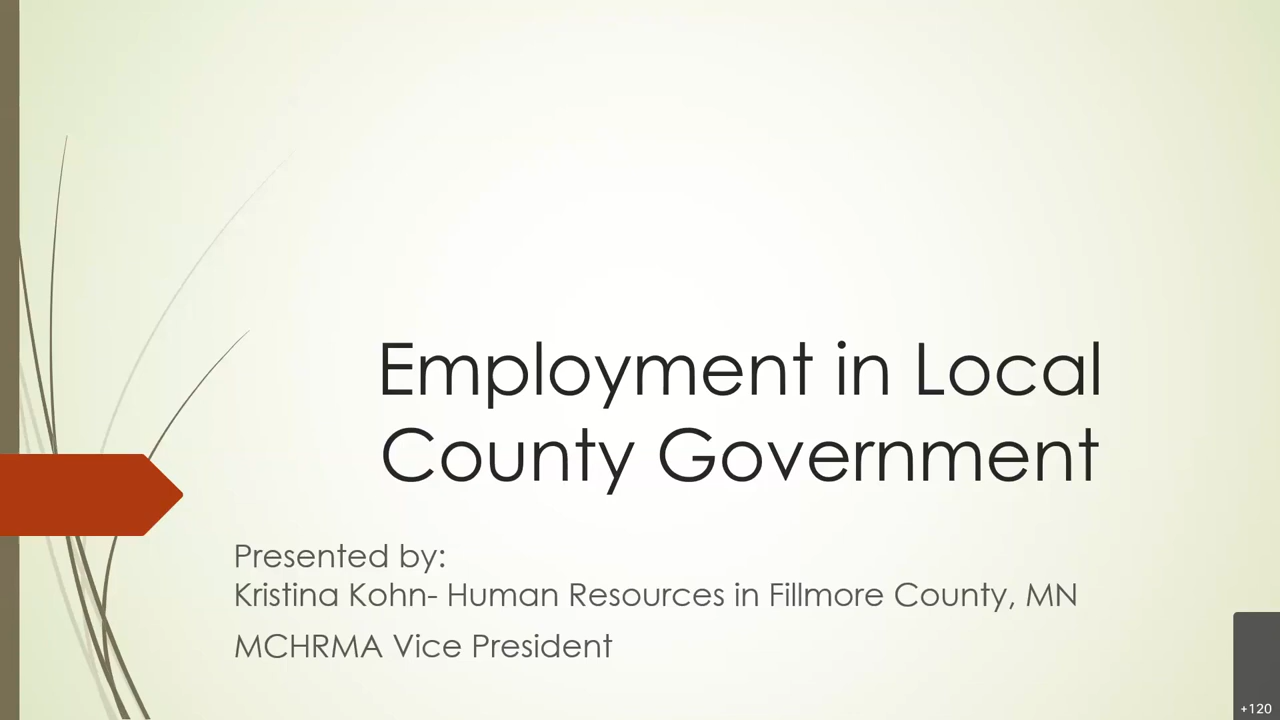 Employment in Local
County Government
Presented by:
Kristina Kohn- Human Resources in Fillmore County, MN
MCHRMA Vice President
+120